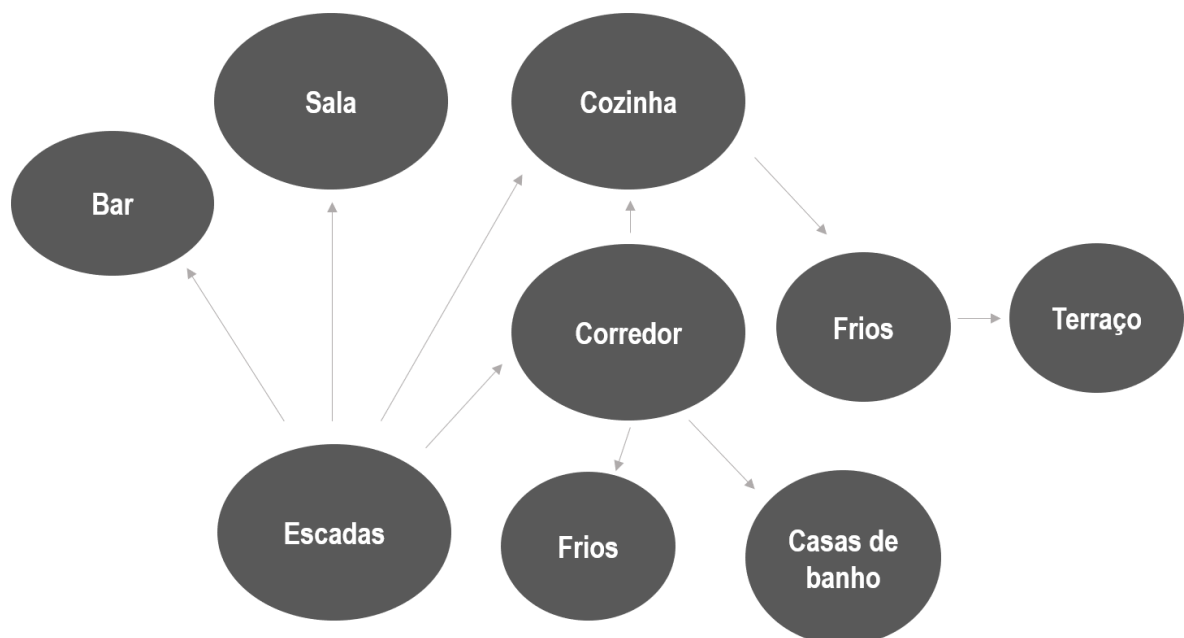 Sala
Cozinha
Bar
Corredor
Frios
Terraço
Escadas
Frios
Casas de
banho